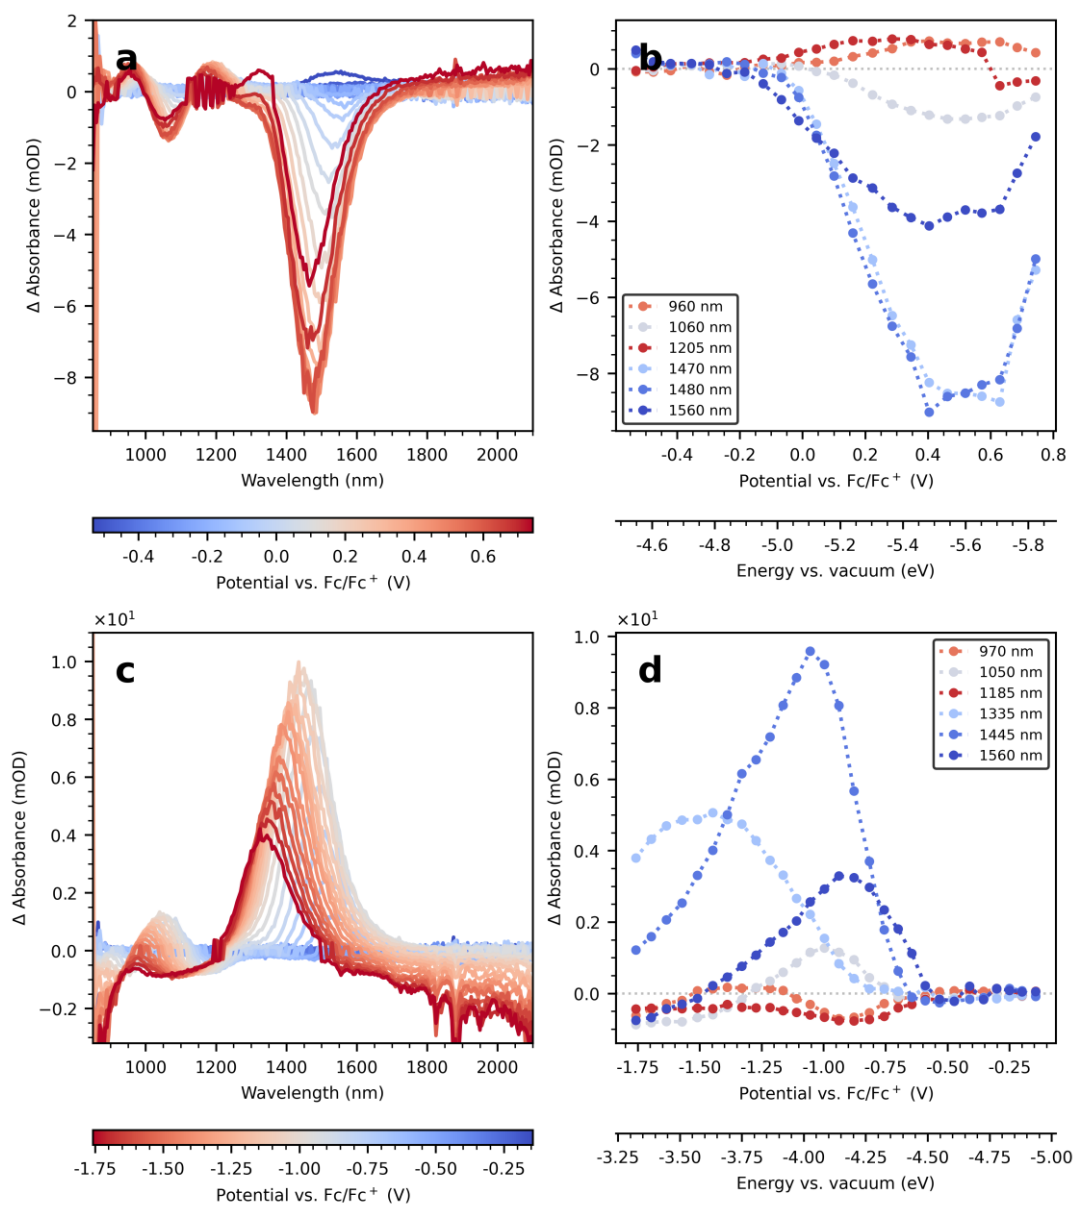 a
2
0
−2
−4
−6
−8
Δ Absorbance (mOD)
1000 1200 1400 1600 1800 2000
Wavelength (nm)
-0.4 -0.2 0.0 0.2 0.4 0.6
Potential vs. Fc/Fc⁺ (V)
b
0
−2
−4
−6
−8
Δ Absorbance (mOD)
960 nm
1060 nm
1205 nm
1470 nm
1480 nm
1560 nm
-0.4 -0.2 0.0 0.2 0.4 0.6 0.8
Potential vs. Fc/Fc⁺ (V)
-4.6 -4.8 -5.0 -5.2 -5.4 -5.6 -5.8
Energy vs. vacuum (eV)
×10¹
c
1.0
0.8
0.6
0.4
0.2
0.0
−0.2
Δ Absorbance (mOD)
1000 1200 1400 1600 1800 2000
Wavelength (nm)
-1.75 -1.50 -1.25 -1.00 -0.75 -0.50 -0.25
Potential vs. Fc/Fc⁺ (V)
×10¹
d
1.0
0.8
0.6
0.4
0.2
0.0
Δ Absorbance (mOD)
970 nm
1050 nm
1185 nm
1335 nm
1445 nm
1560 nm
-1.75 -1.50 -1.25 -1.00 -0.75 -0.50 -0.25
Potential vs. Fc/Fc⁺ (V)
-3.25 -3.50 -3.75 -4.00 -4.25 -4.50 -4.75 -5.00
Energy vs. vacuum (eV)